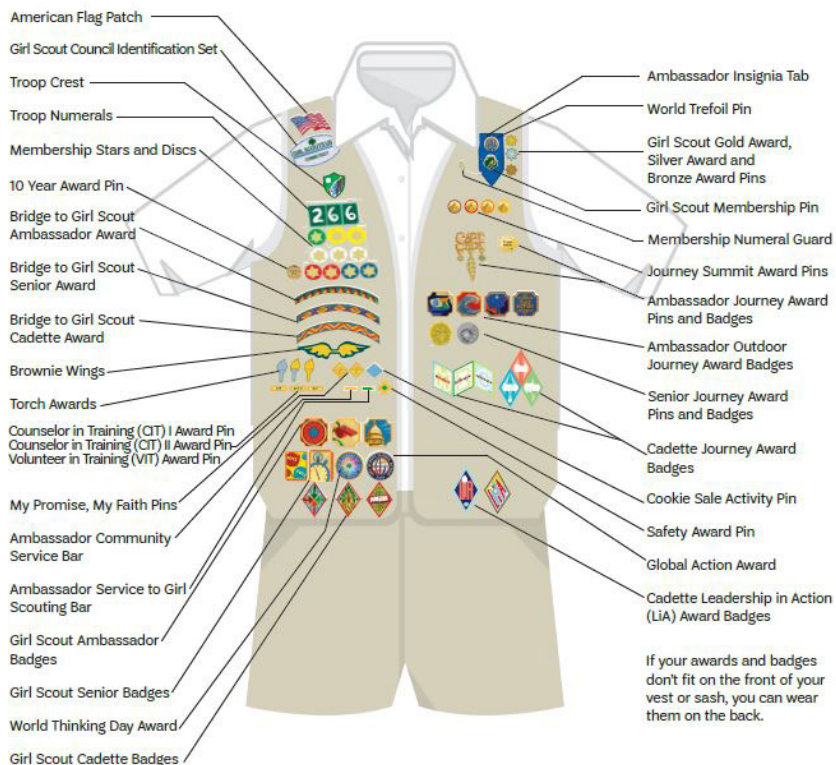 American Flag Patch
Girl Scout Council Identification Set
Troop Crest
Troop Numerals
Membership Stars and Discs
10 Year Award Pin
Bridge to Girl Scout
Ambassador Award
Bridge to Girl Scout
Senior Award
Bridge to Girl Scout
Cadette Award
Brownie Wings
Torch Awards
Counselor in Training (CIT) I Award Pin
Counselor in Training (CIT) II Award Pin
Volunteer in Training (VIT) Award Pin
My Promise, My Faith Pins
Ambassador Community
Service Bar
Ambassador Service to Girl
Scouting Bar
Girl Scout Ambassador
Badges
Girl Scout Senior Badges
World Thinking Day Award
Girl Scout Cadette Badges
266
Ambassador Insignia Tab
World Trefoil Pin
Girl Scout Gold Award,
Silver Award and
Bronze Award Pins
Girl Scout Membership Pin
Membership Numeral Guard
Journey Summit Award Pins
Ambassador Journey Award
Pins and Badges
Ambassador Outdoor
Journey Award Badges
Senior Journey Award
Pins and Badges
Cadette Journey Award
Badges
Cookie Sale Activity Pin
Safety Award Pin
Global Action Award
Cadette Leadership in Action
(LiA) Award Badges
If your awards and badges
don't fit on the front of your
vest or sash, you can wear
them on the back.